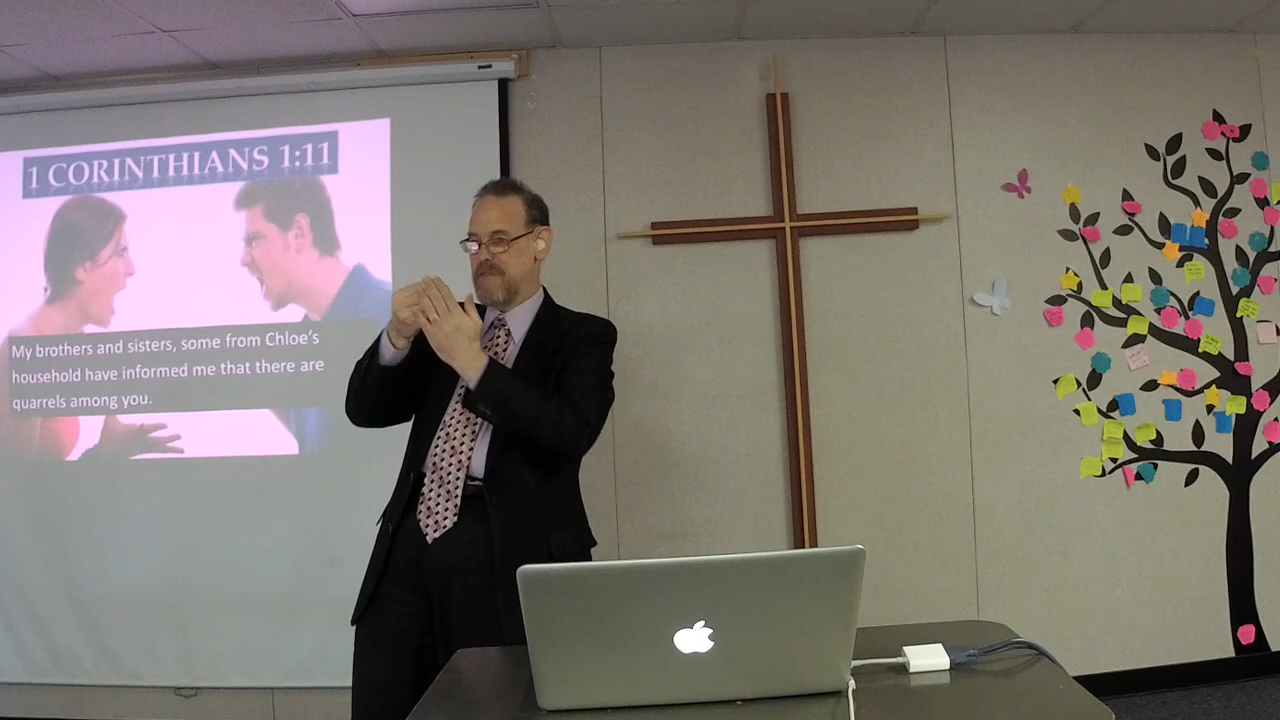 1 CORINTHIANS 1:11
My brothers and sisters, some from Chloe's
household have informed me that there are
quarrels among you.